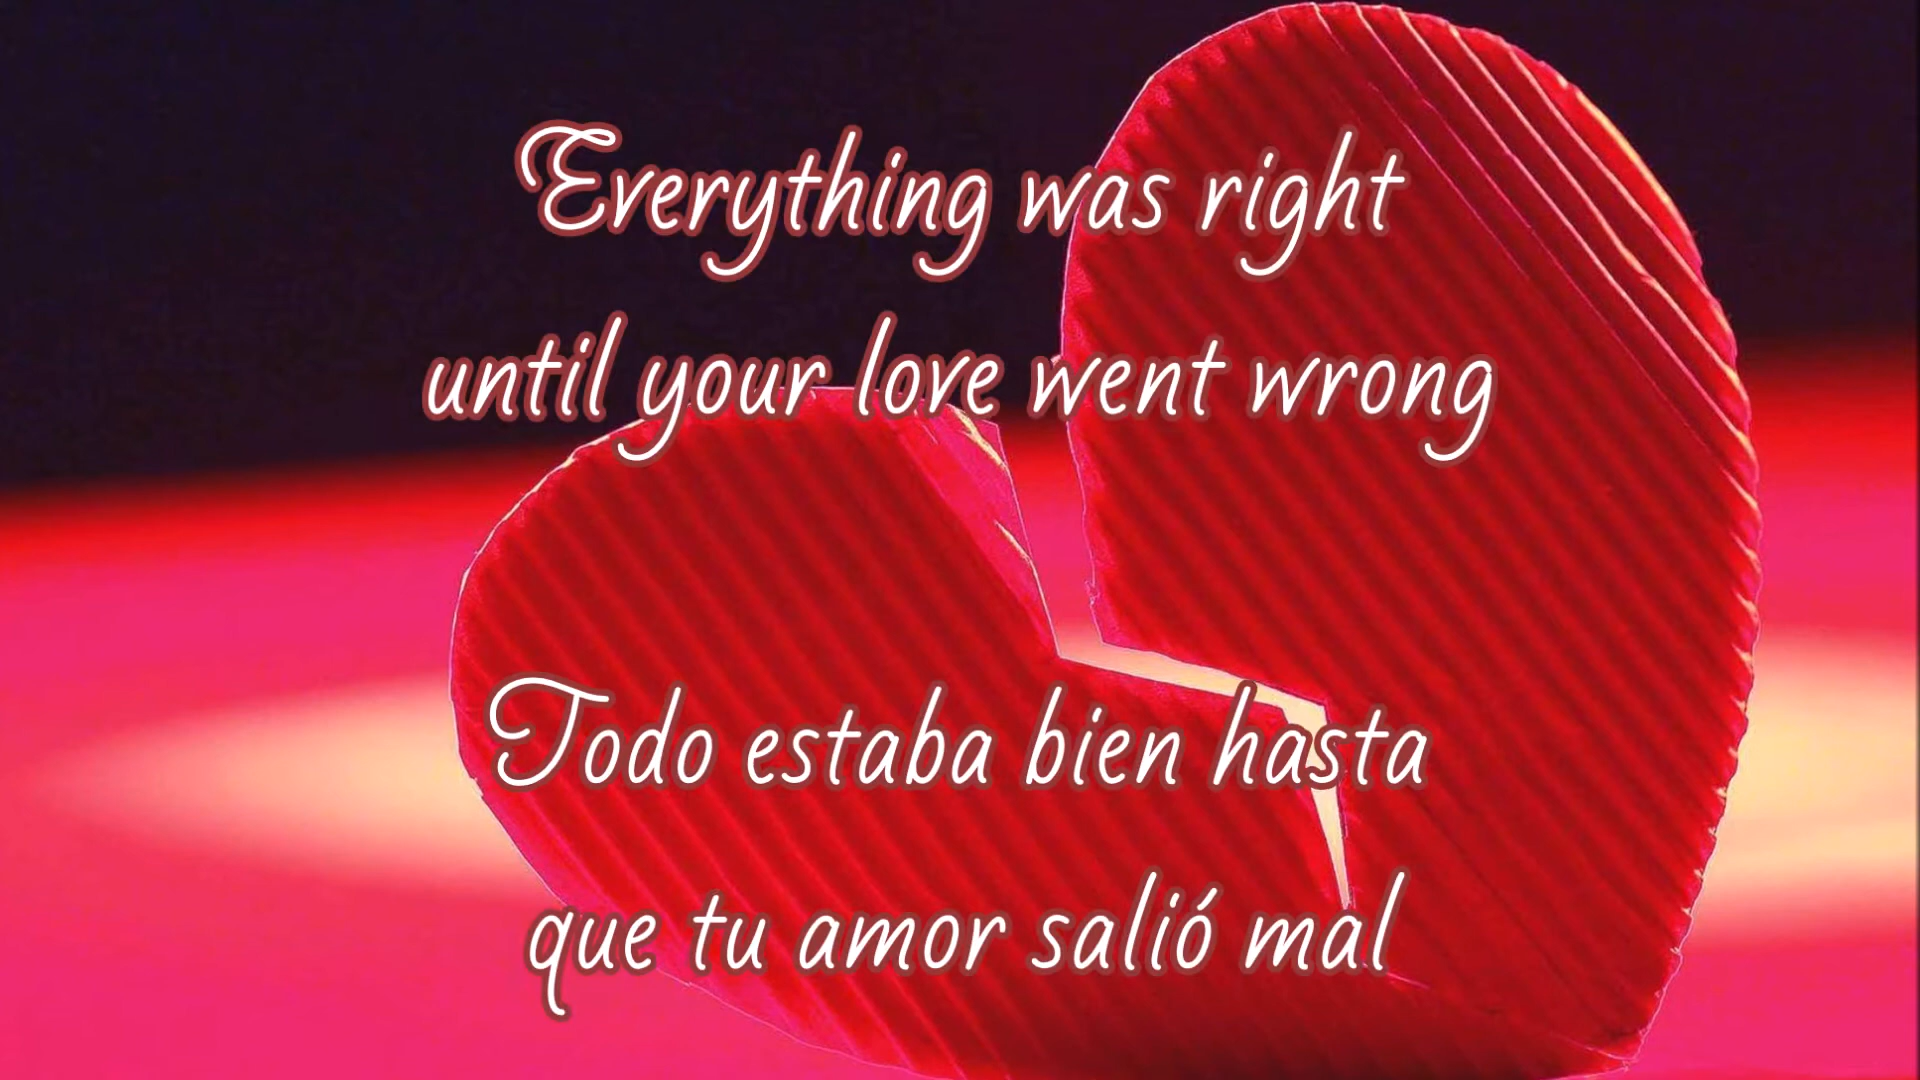 Everything was right
until your love went wrong
Todo estaba bien hasta
que tu amor salió mal